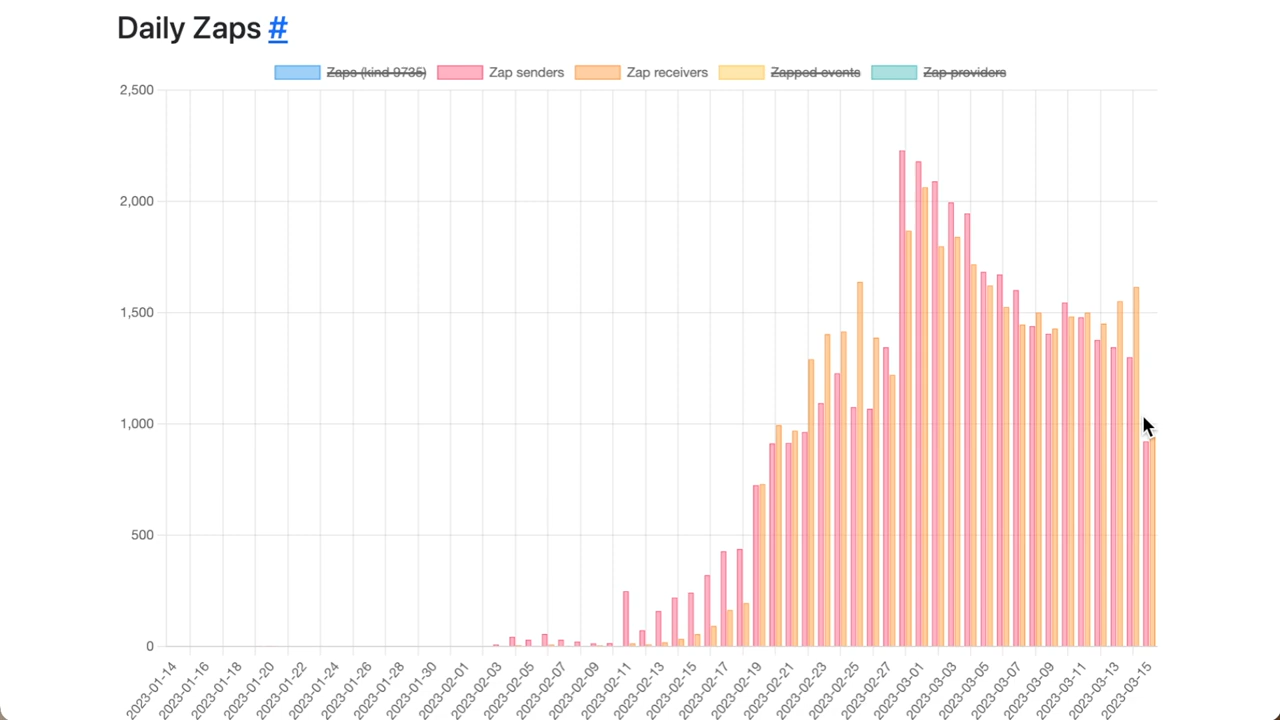 Daily Zaps #
Zaps (kind 9735) Zap senders Zap receivers Zapped events Zap providers
2,500
2,000
1,500
1,000
500
0
2023-01-14 2023-01-16 2023-01-18 2023-01-20 2023-01-22 2023-01-24 2023-01-26 2023-01-28 2023-01-30 2023-02-01 2023-02-03 2023-02-05 2023-02-07 2023-02-09 2023-02-11 2023-02-13 2023-02-15 2023-02-17 2023-02-19 2023-02-21 2023-02-23 2023-02-25 2023-02-27 2023-03-01 2023-03-03 2023-03-05 2023-03-07 2023-03-09 2023-03-11 2023-03-13 2023-03-15